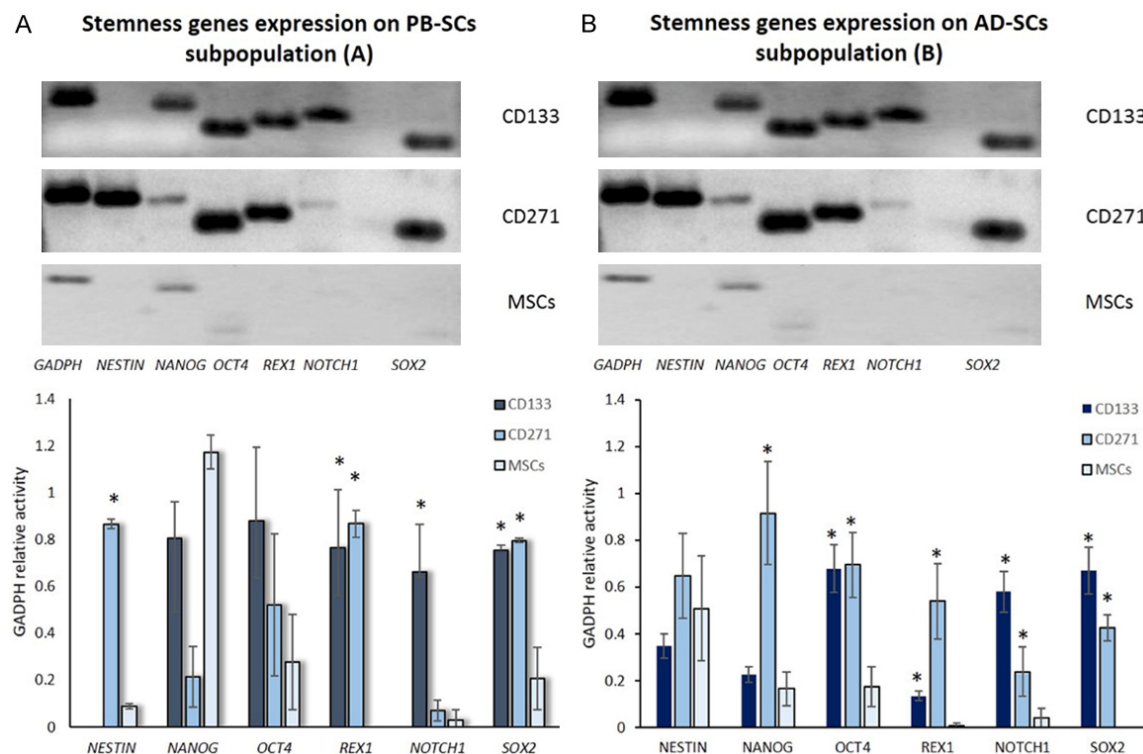 A
Stemness genes expression on PB-SCs
subpopulation (A)
CD133
CD271
MSCs
GADPH NESTIN NANOG OCT4 REX1 NOTCH1 SOX2
1.4
1.2
1
0.8
0.6
0.4
0.2
0
GADPH relative activity
CD133
CD271
MSCs
*
* *
*
* *
NESTIN NANOG OCT4 REX1 NOTCH1 SOX2
B
Stemness genes expression on AD-SCs
subpopulation (B)
CD133
CD271
MSCs
GADPH NESTIN NANOG OCT4 REX1 NOTCH1 SOX2
1.4
1.2
1
0.8
0.6
0.4
0.2
0
GADPH relative activity
CD133
CD271
MSCs
*
* *
* *
* *
* *
NESTIN NANOG OCT4 REX1 NOTCH1 SOX2